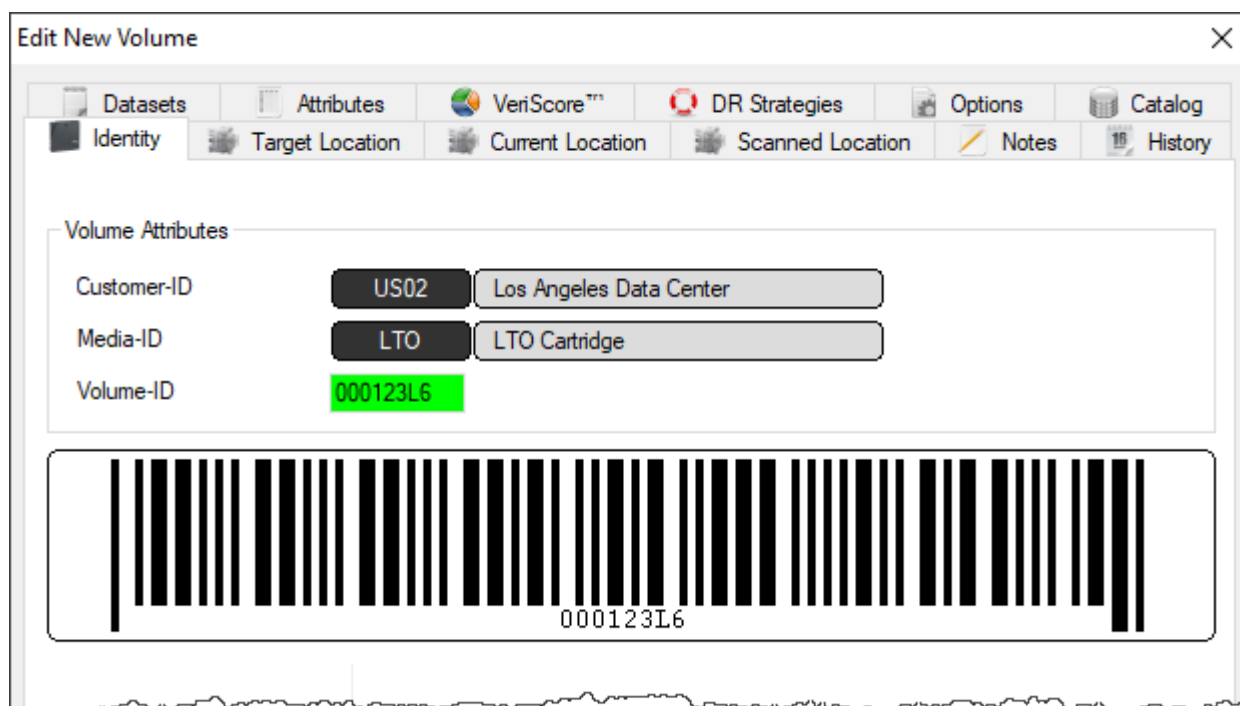 Edit New Volume
Datasets Attributes VeriScore™ DR Strategies Options Catalog
Identity Target Location Current Location Scanned Location Notes History
Volume Attributes
Customer-ID US02 Los Angeles Data Center
Media-ID LTO LTO Cartridge
Volume-ID 000123L6
000123L6